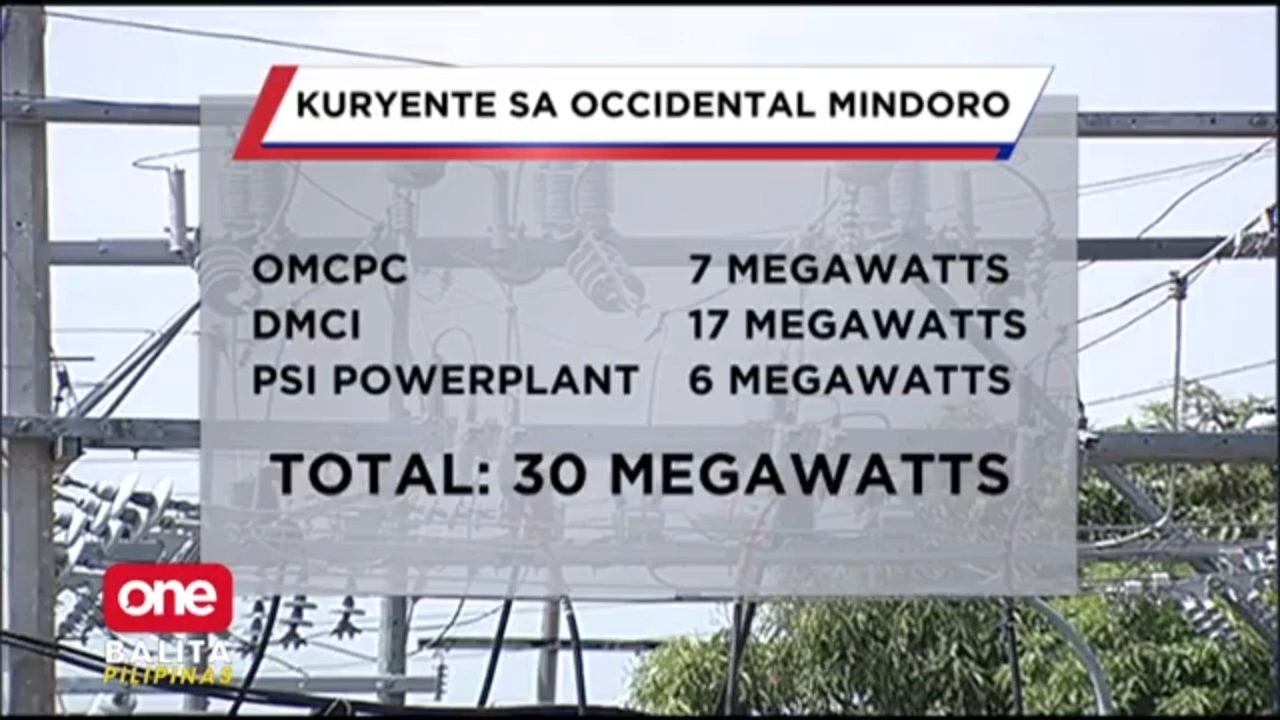 KURYENTE SA OCCIDENTAL MINDORO
OMCPC 7 MEGAWATTS
DMCI 17 MEGAWATTS
PSI POWERPLANT 6 MEGAWATTS
TOTAL: 30 MEGAWATTS
one
BALITA
PILIPINAS